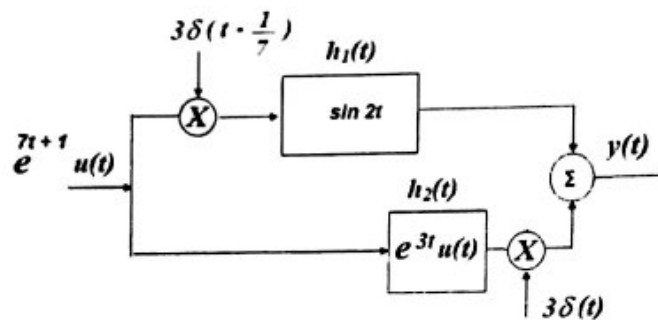 3δ(t - 1/7)
h₁(t)
X
sin 2t
e^{7t+1} u(t)
y(t)
Σ
h₂(t)
e^{3t} u(t)
X
3δ(t)